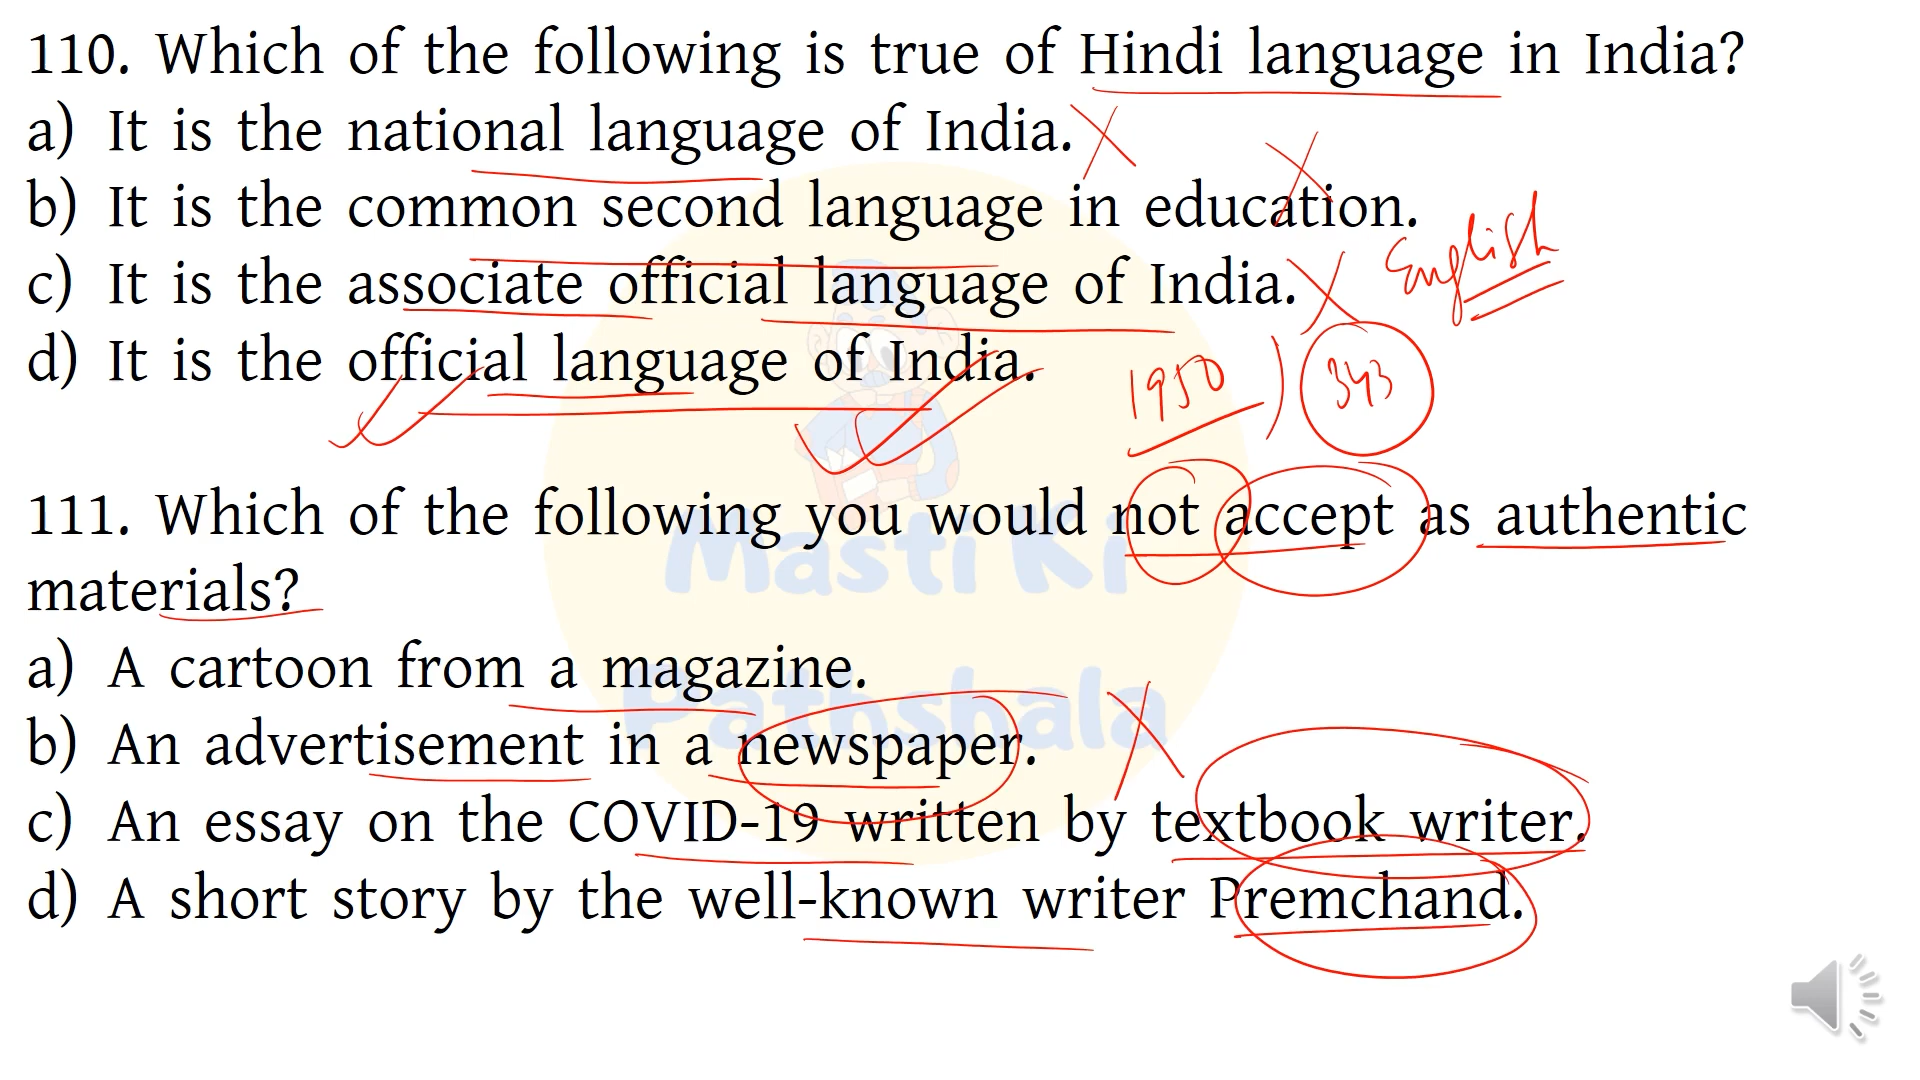 110. Which of the following is true of Hindi language in India?
a) It is the national language of India.
b) It is the common second language in education.
c) It is the associate official language of India.
English
d) It is the official language of India.
1950
343
111. Which of the following you would not accept as authentic
materials?
a) A cartoon from a magazine.
b) An advertisement in a newspaper.
c) An essay on the COVID-19 written by textbook writer.
d) A short story by the well-known writer Premchand.
Masti Ki
Pathshala